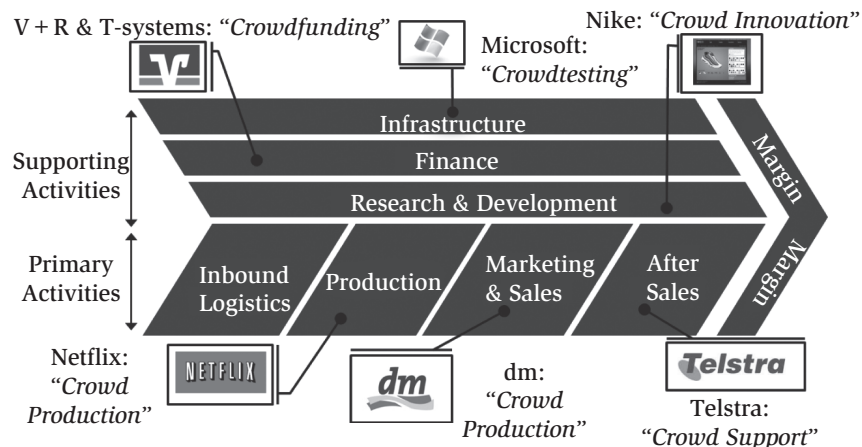 V + R & T-systems: “Crowdfunding”
Microsoft:
“Crowdtesting”
Nike: “Crowd Innovation”
Supporting
Activities
Infrastructure
Finance
Research & Development
Margin
Margin
Primary
Activities
Inbound
Logistics
Production
Marketing
& Sales
After
Sales
Netflix:
“Crowd
Production”
NETFLIX
dm
dm:
“Crowd
Production”
Telstra
Telstra:
“Crowd Support”